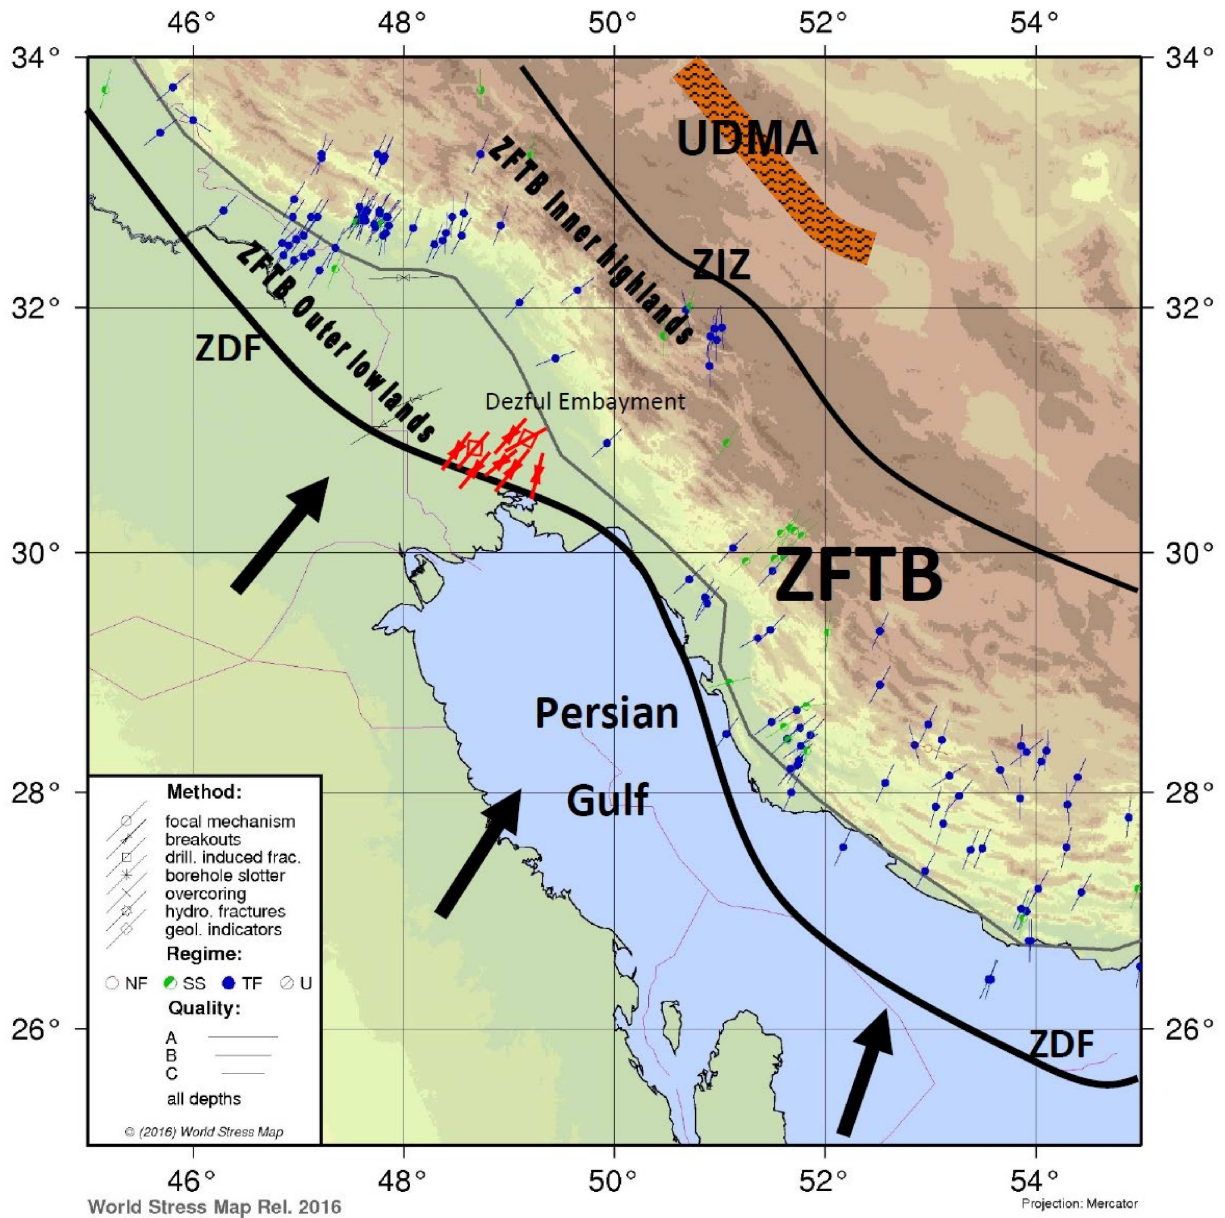 46° 48° 50° 52° 54°
34° 34°
UDMA
ZFTB Inner highlands
ZIZ
ZFTB Outer lowlands
32° 32°
ZDF
Dezful Embayment
30° 30°
ZFTB
Persian
Gulf
28° 28°
Method:
focal mechanism
breakouts
drill. induced frac.
borehole slotter
overcoring
hydro. fractures
geol. indicators
Regime:
NF SS TF U
Quality:
A
B
C
all depths
© (2016) World Stress Map
26° 26°
ZDF
46° 48° 50° 52° 54°
World Stress Map Rel. 2016
Projection: Mercator